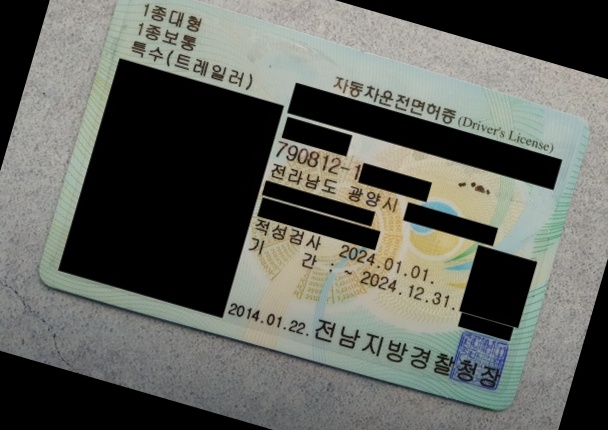 1종대형
1종보통
특수(트레일러)
자동차운전면허증 (Driver's License)
790812-1
전라남도 광양시
적성검사 2024.01.01.
기 간 : ~ 2024.12.31.
2014.01.22. 전남지방경찰청장